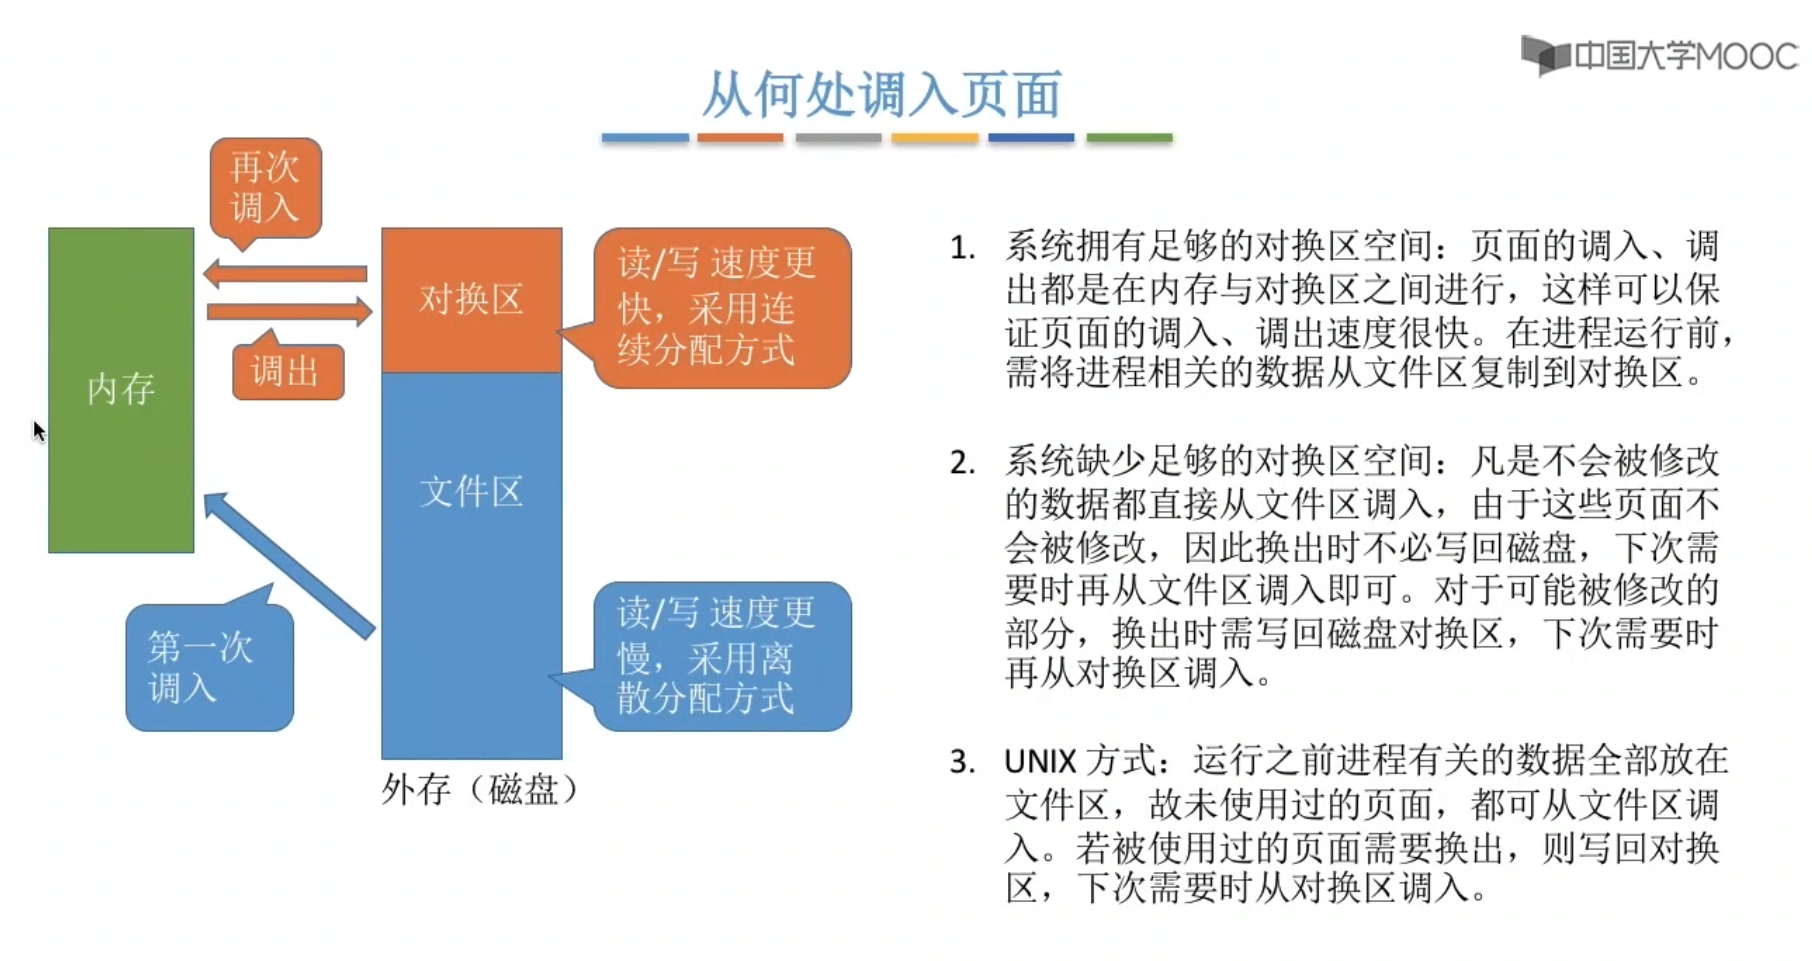 中国大学MOOC
从何处调入页面
再次
调入
调出
内存
第一次
调入
对换区
文件区
外存（磁盘）
读/写 速度更
快，采用连
续分配方式
读/写 速度更
慢，采用离
散分配方式
1. 系统拥有足够的对换区空间：页面的调入、调
出都是在内存与对换区之间进行，这样可以保
证页面的调入、调出速度很快。在进程运行前，
需将进程相关的数据从文件区复制到对换区。
2. 系统缺少足够的对换区空间：凡是不会被修改
的数据都直接从文件区调入，由于这些页面不
会被修改，因此换出时不必写回磁盘，下次需
要时再从文件区调入即可。对于可能被修改的
部分，换出时需写回磁盘对换区，下次需要时
再从对换区调入。
3. UNIX 方式：运行之前进程有关的数据全部放在
文件区，故未使用过的页面，都可从文件区调
入。若被使用过的页面需要换出，则写回对换
区，下次需要时从对换区调入。